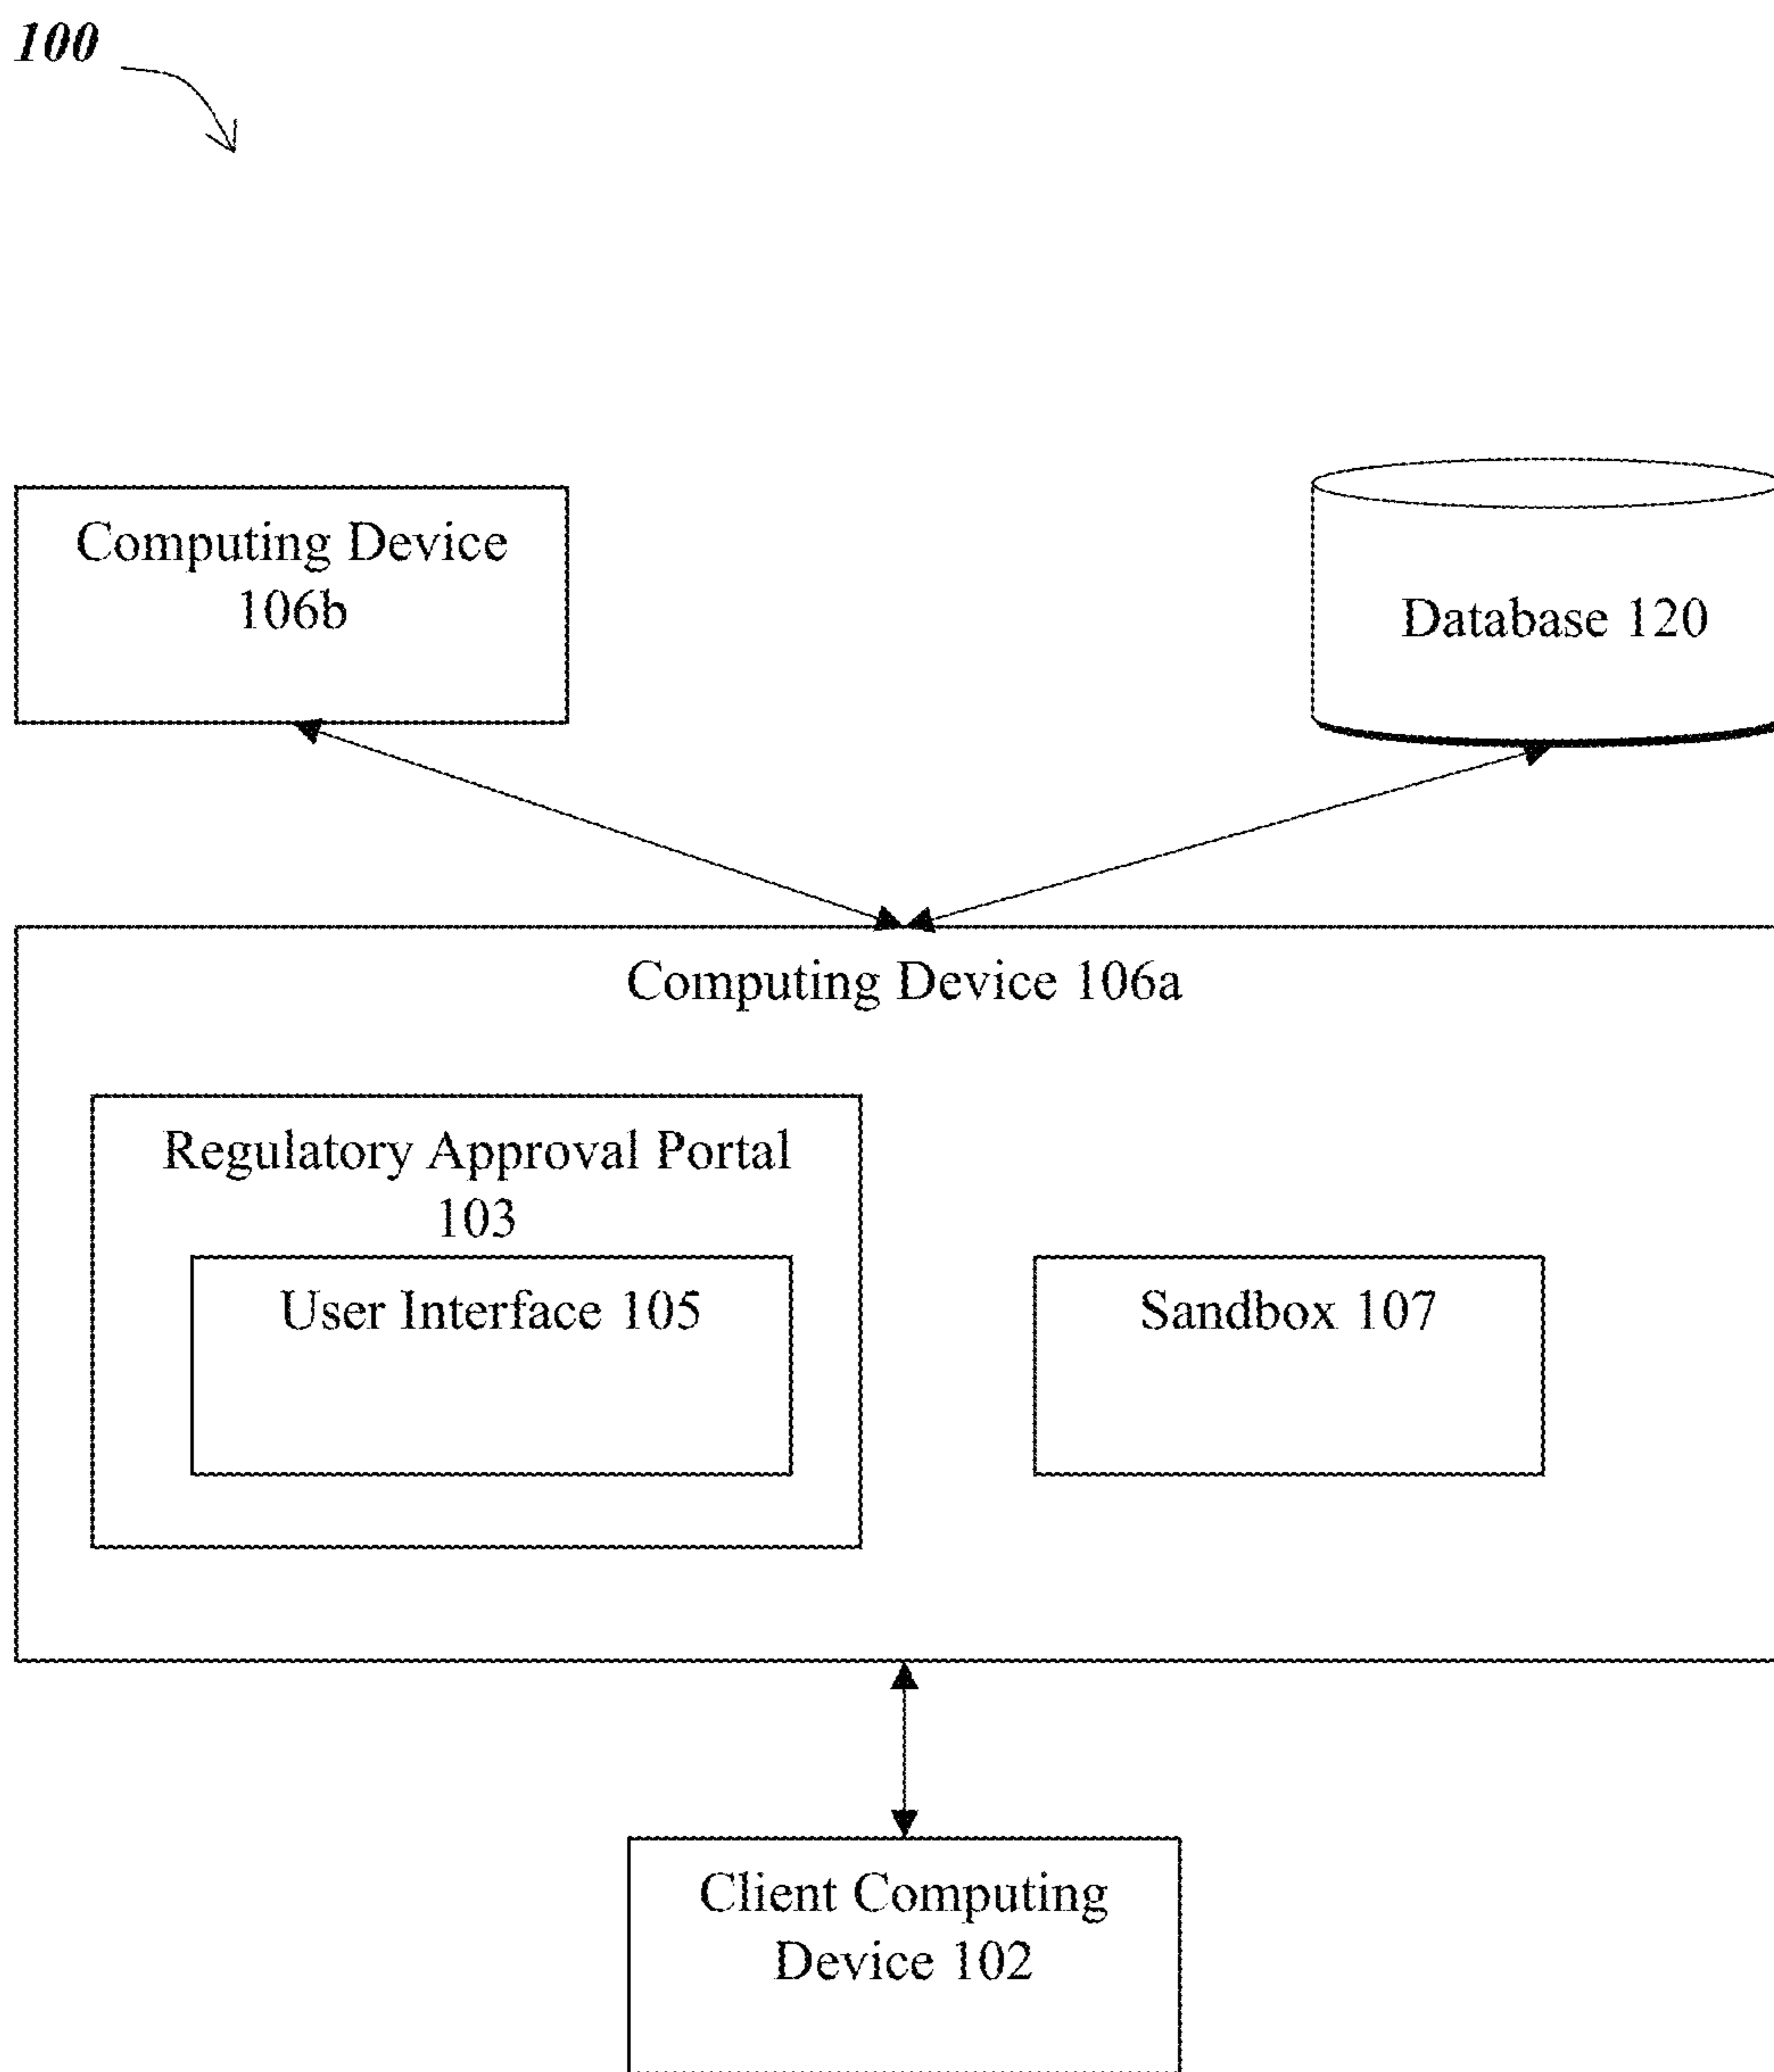 100
Computing Device
106b
Database 120
Computing Device 106a
Regulatory Approval Portal
103
User Interface 105
Sandbox 107
Client Computing
Device 102